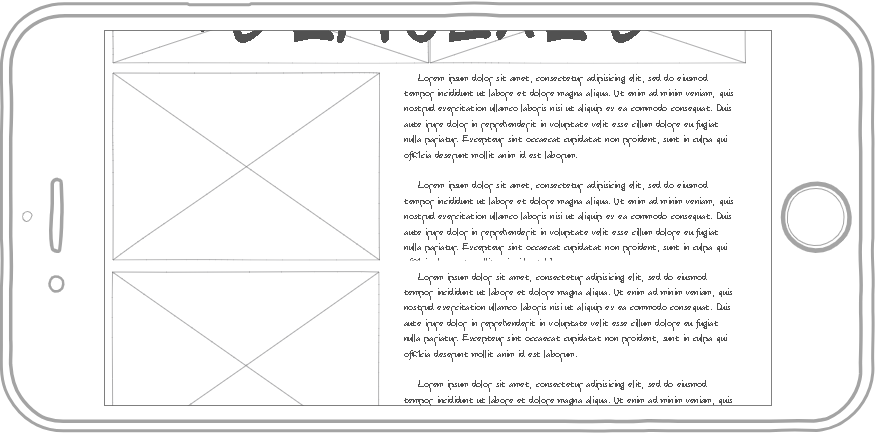 Lorem ipsum dolor sit amet, consectetur adipisicing elit, sed do eiusmod
tempor incididunt ut labore et dolore magna aliqua. Ut enim ad minim veniam, quis
nostrud exercitation ullamco laboris nisi ut aliquip ex ea commodo consequat. Duis
aute irure dolor in reprehenderit in voluptate velit esse cillum dolore eu fugiat
nulla pariatur. Excepteur sint occaecat cupidatat non proident, sunt in culpa qui
officia deserunt mollit anim id est laborum.
Lorem ipsum dolor sit amet, consectetur adipisicing elit, sed do eiusmod
tempor incididunt ut labore et dolore magna aliqua. Ut enim ad minim veniam, quis
nostrud exercitation ullamco laboris nisi ut aliquip ex ea commodo consequat. Duis
aute irure dolor in reprehenderit in voluptate velit esse cillum dolore eu fugiat
nulla pariatur. Excepteur sint occaecat cupidatat non proident, sunt in culpa qui
Lorem ipsum dolor sit amet, consectetur adipisicing elit, sed do eiusmod
tempor incididunt ut labore et dolore magna aliqua. Ut enim ad minim veniam, quis
nostrud exercitation ullamco laboris nisi ut aliquip ex ea commodo consequat. Duis
aute irure dolor in reprehenderit in voluptate velit esse cillum dolore eu fugiat
nulla pariatur. Excepteur sint occaecat cupidatat non proident, sunt in culpa qui
officia deserunt mollit anim id est laborum.
Lorem ipsum dolor sit amet, consectetur adipisicing elit, sed do eiusmod
tempor incididunt ut labore et dolore magna aliqua. Ut enim ad minim veniam, quis